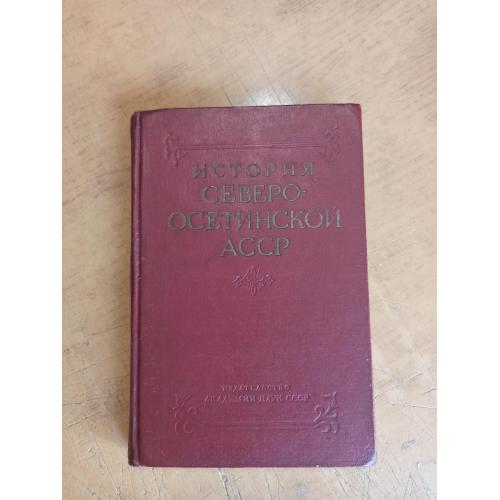 ИСТОРИЯ
СЕВЕРО-
ОСЕТИНСКОЙ
АССР
ИЗДАТЕЛЬСТВО
АКАДЕМИИ НАУК СССР